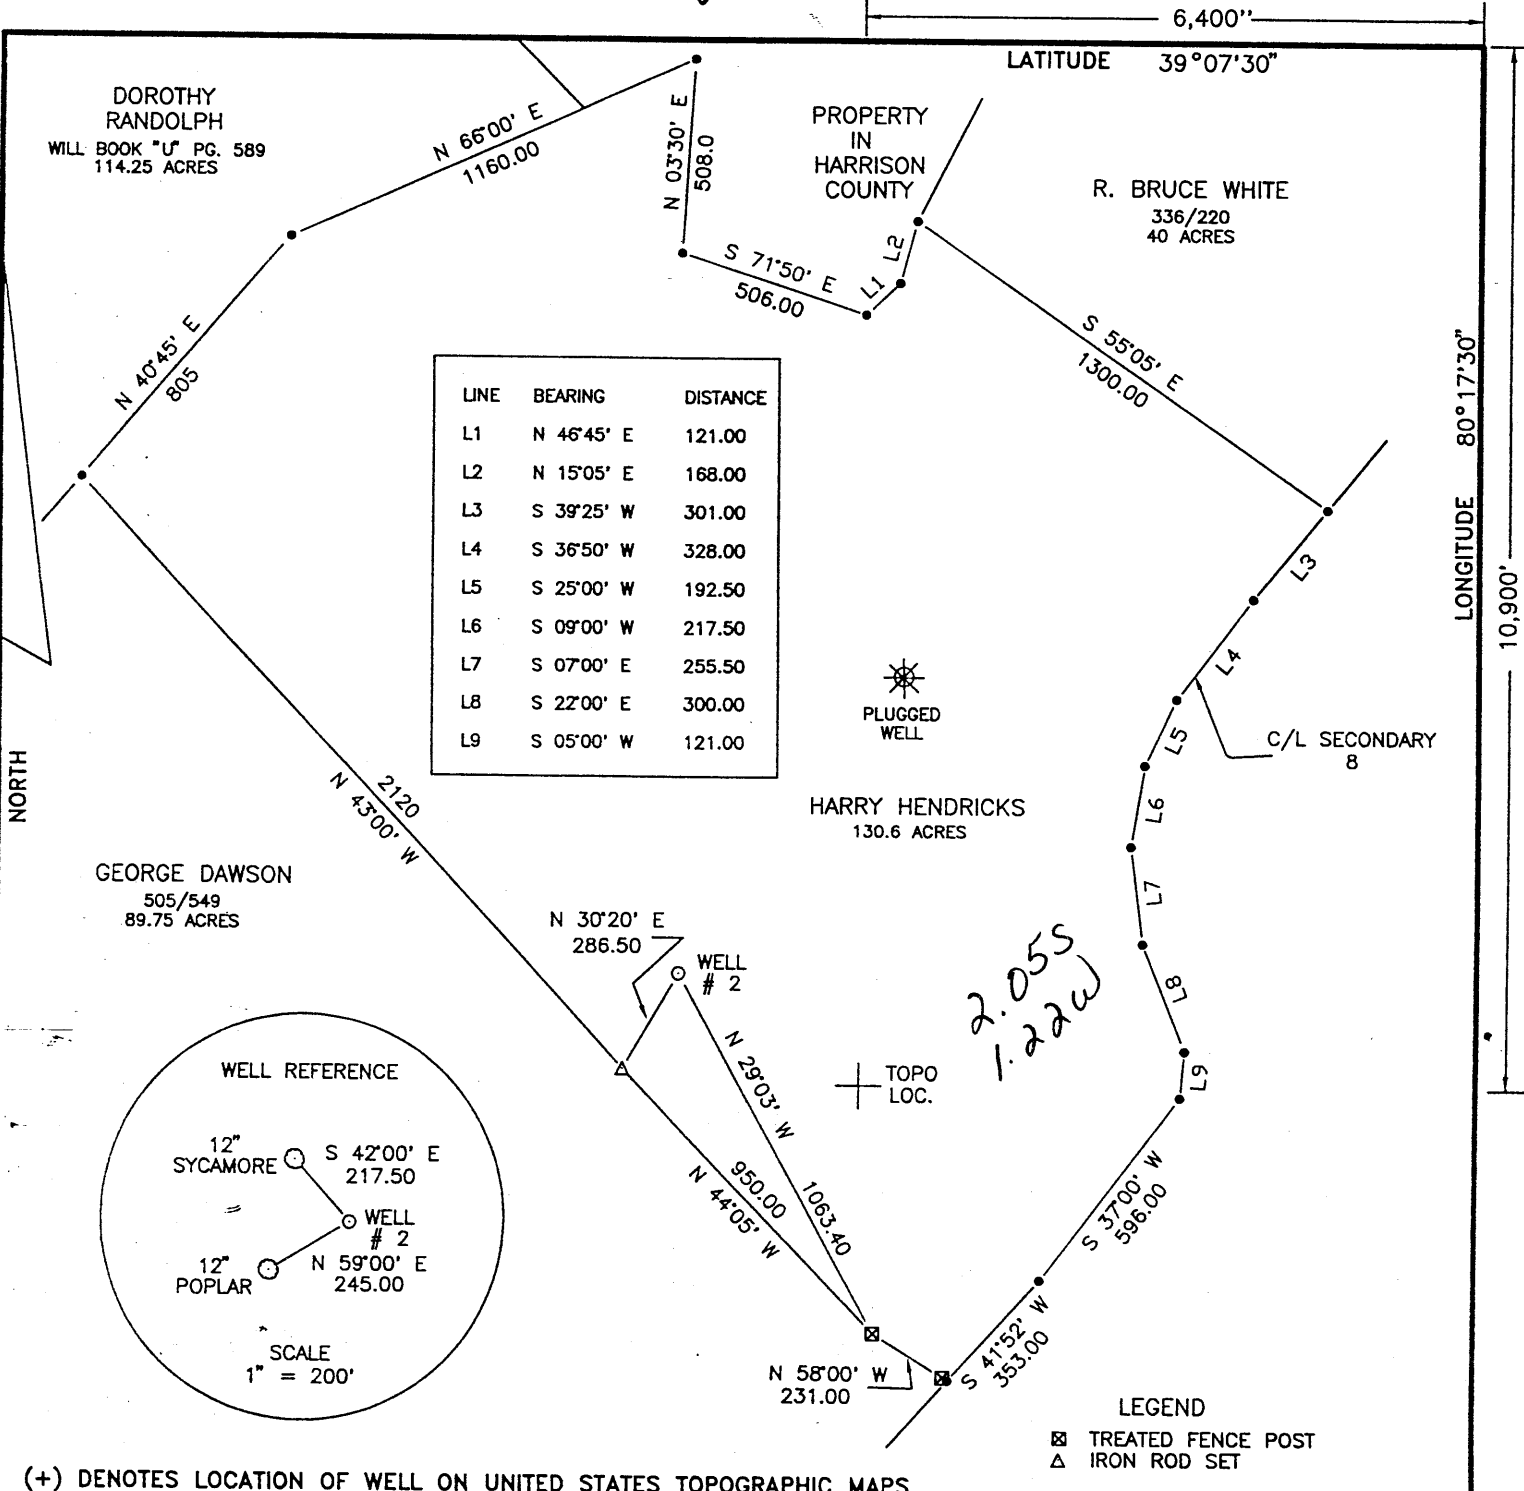 6,400"
LATITUDE 39°07'30"
DOROTHY
RANDOLPH
WILL BOOK "U" PG. 589
114.25 ACRES
N 66°00' E
1160.00
N 03°30' E
508.0
PROPERTY
IN
HARRISON
COUNTY
R. BRUCE WHITE
336/220
40 ACRES
S 71°50' E
506.00
L1
L2
S 55°05' E
1300.00
N 40°45' E
805
LONGITUDE 80°17'30"
10,900'
LINE BEARING DISTANCE
L1 N 46°45' E 121.00
L2 N 15°05' E 168.00
L3 S 39°25' W 301.00
L4 S 36°50' W 328.00
L5 S 25°00' W 192.50
L6 S 09°00' W 217.50
L7 S 07°00' E 255.50
L8 S 22°00' E 300.00
L9 S 05°00' W 121.00
L3
L4
L5
L6
L7
L8
L9
C/L SECONDARY
8
PLUGGED
WELL
HARRY HENDRICKS
130.6 ACRES
NORTH
2120
N 43°00' W
GEORGE DAWSON
505/549
89.75 ACRES
N 30°20' E
286.50
WELL
# 2
2.05S
1.22W
N 29°03' W
1063.40
TOPO
LOC.
950.00
N 44°05' W
S 37°00' W
596.00
S 41°52' W
353.00
N 58°00' W
231.00
WELL REFERENCE
12"
SYCAMORE
S 42°00' E
217.50
WELL
# 2
12"
POPLAR
N 59°00' E
245.00
SCALE
1" = 200'
LEGEND
TREATED FENCE POST
IRON ROD SET
(+) DENOTES LOCATION OF WELL ON UNITED STATES TOPOGRAPHIC MAPS